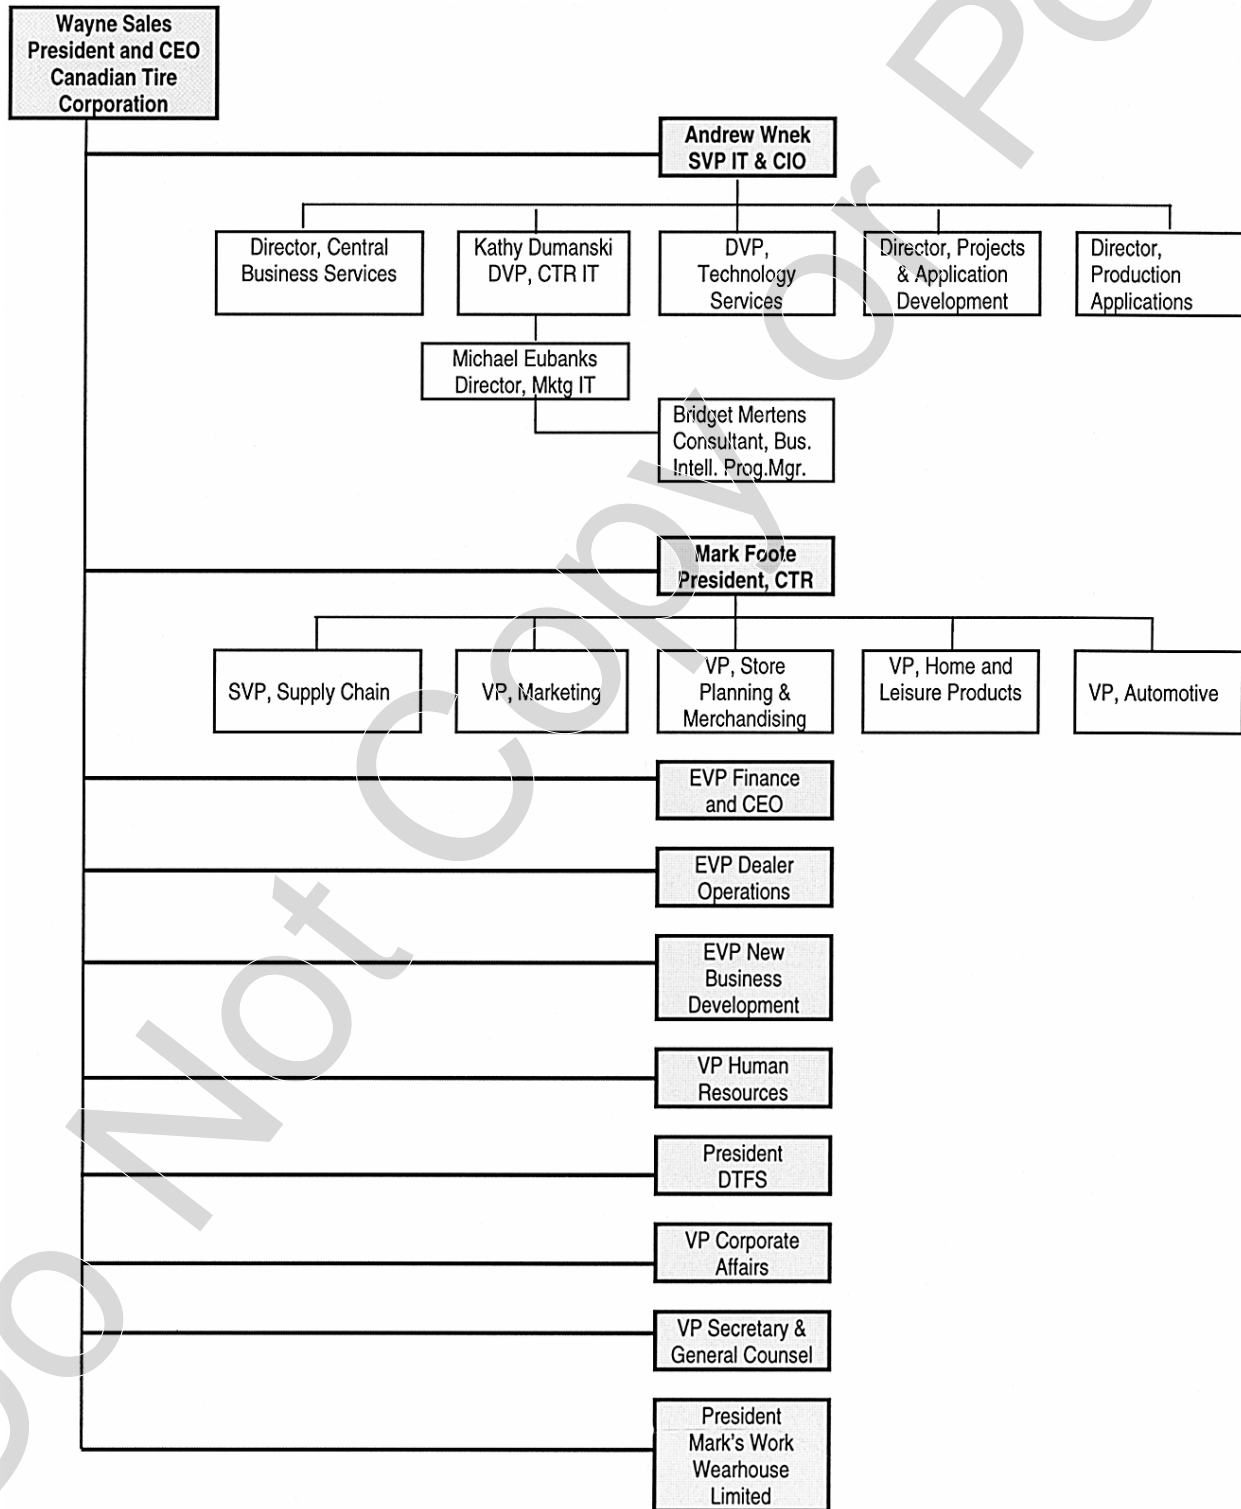 Wayne Sales
President and CEO
Canadian Tire
Corporation
Andrew Wnek
SVP IT & CIO
Director, Central
Business Services
Kathy Dumanski
DVP, CTR IT
DVP,
Technology
Services
Director, Projects
& Application
Development
Director,
Production
Applications
Michael Eubanks
Director, Mktg IT
Bridget Mertens
Consultant, Bus.
Intell. Prog.Mgr.
Mark Foote
President, CTR
SVP, Supply Chain
VP, Marketing
VP, Store
Planning &
Merchandising
VP, Home and
Leisure Products
VP, Automotive
EVP Finance
and CEO
EVP Dealer
Operations
EVP New
Business
Development
VP Human
Resources
President
DTFS
VP Corporate
Affairs
VP Secretary &
General Counsel
President
Mark's Work
Wearhouse
Limited
Do Not Copy or Po